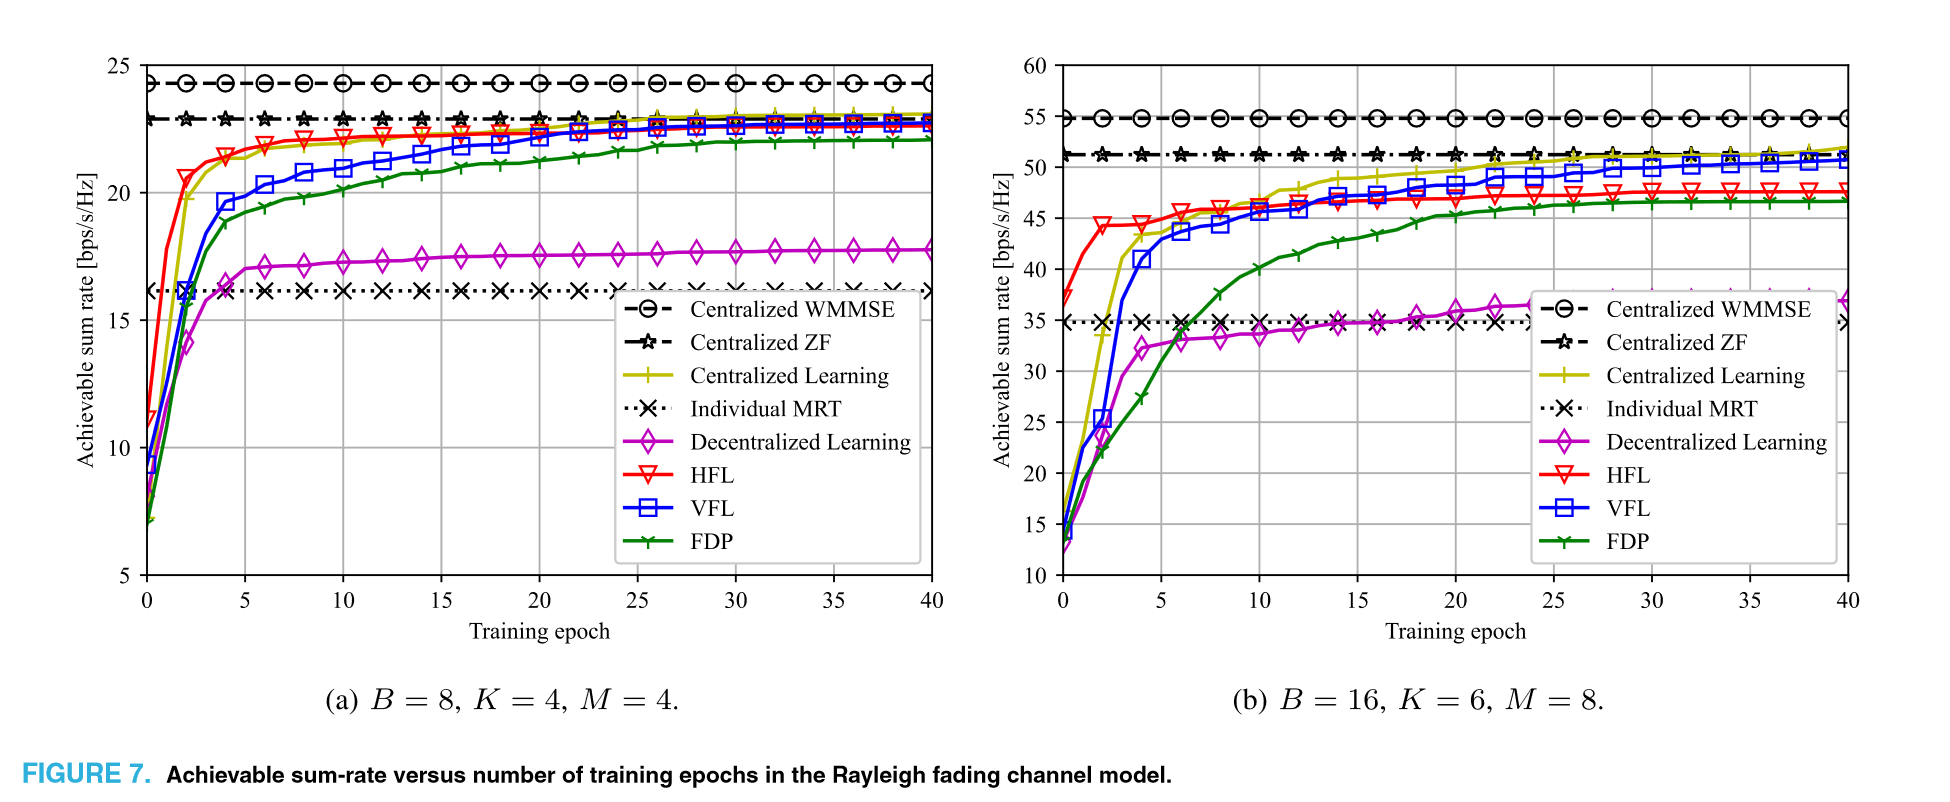 25
20
15
10
5
Achievable sum rate [bps/s/Hz]
0 5 10 15 20 25 30 35 40
Training epoch
Centralized WMMSE
Centralized ZF
Centralized Learning
Individual MRT
Decentralized Learning
HFL
VFL
FDP
(a) B = 8, K = 4, M = 4.
60
55
50
45
40
35
30
25
20
15
10
Achievable sum rate [bps/s/Hz]
0 5 10 15 20 25 30 35 40
Training epoch
Centralized WMMSE
Centralized ZF
Centralized Learning
Individual MRT
Decentralized Learning
HFL
VFL
FDP
(b) B = 16, K = 6, M = 8.
FIGURE 7. Achievable sum-rate versus number of training epochs in the Rayleigh fading channel model.